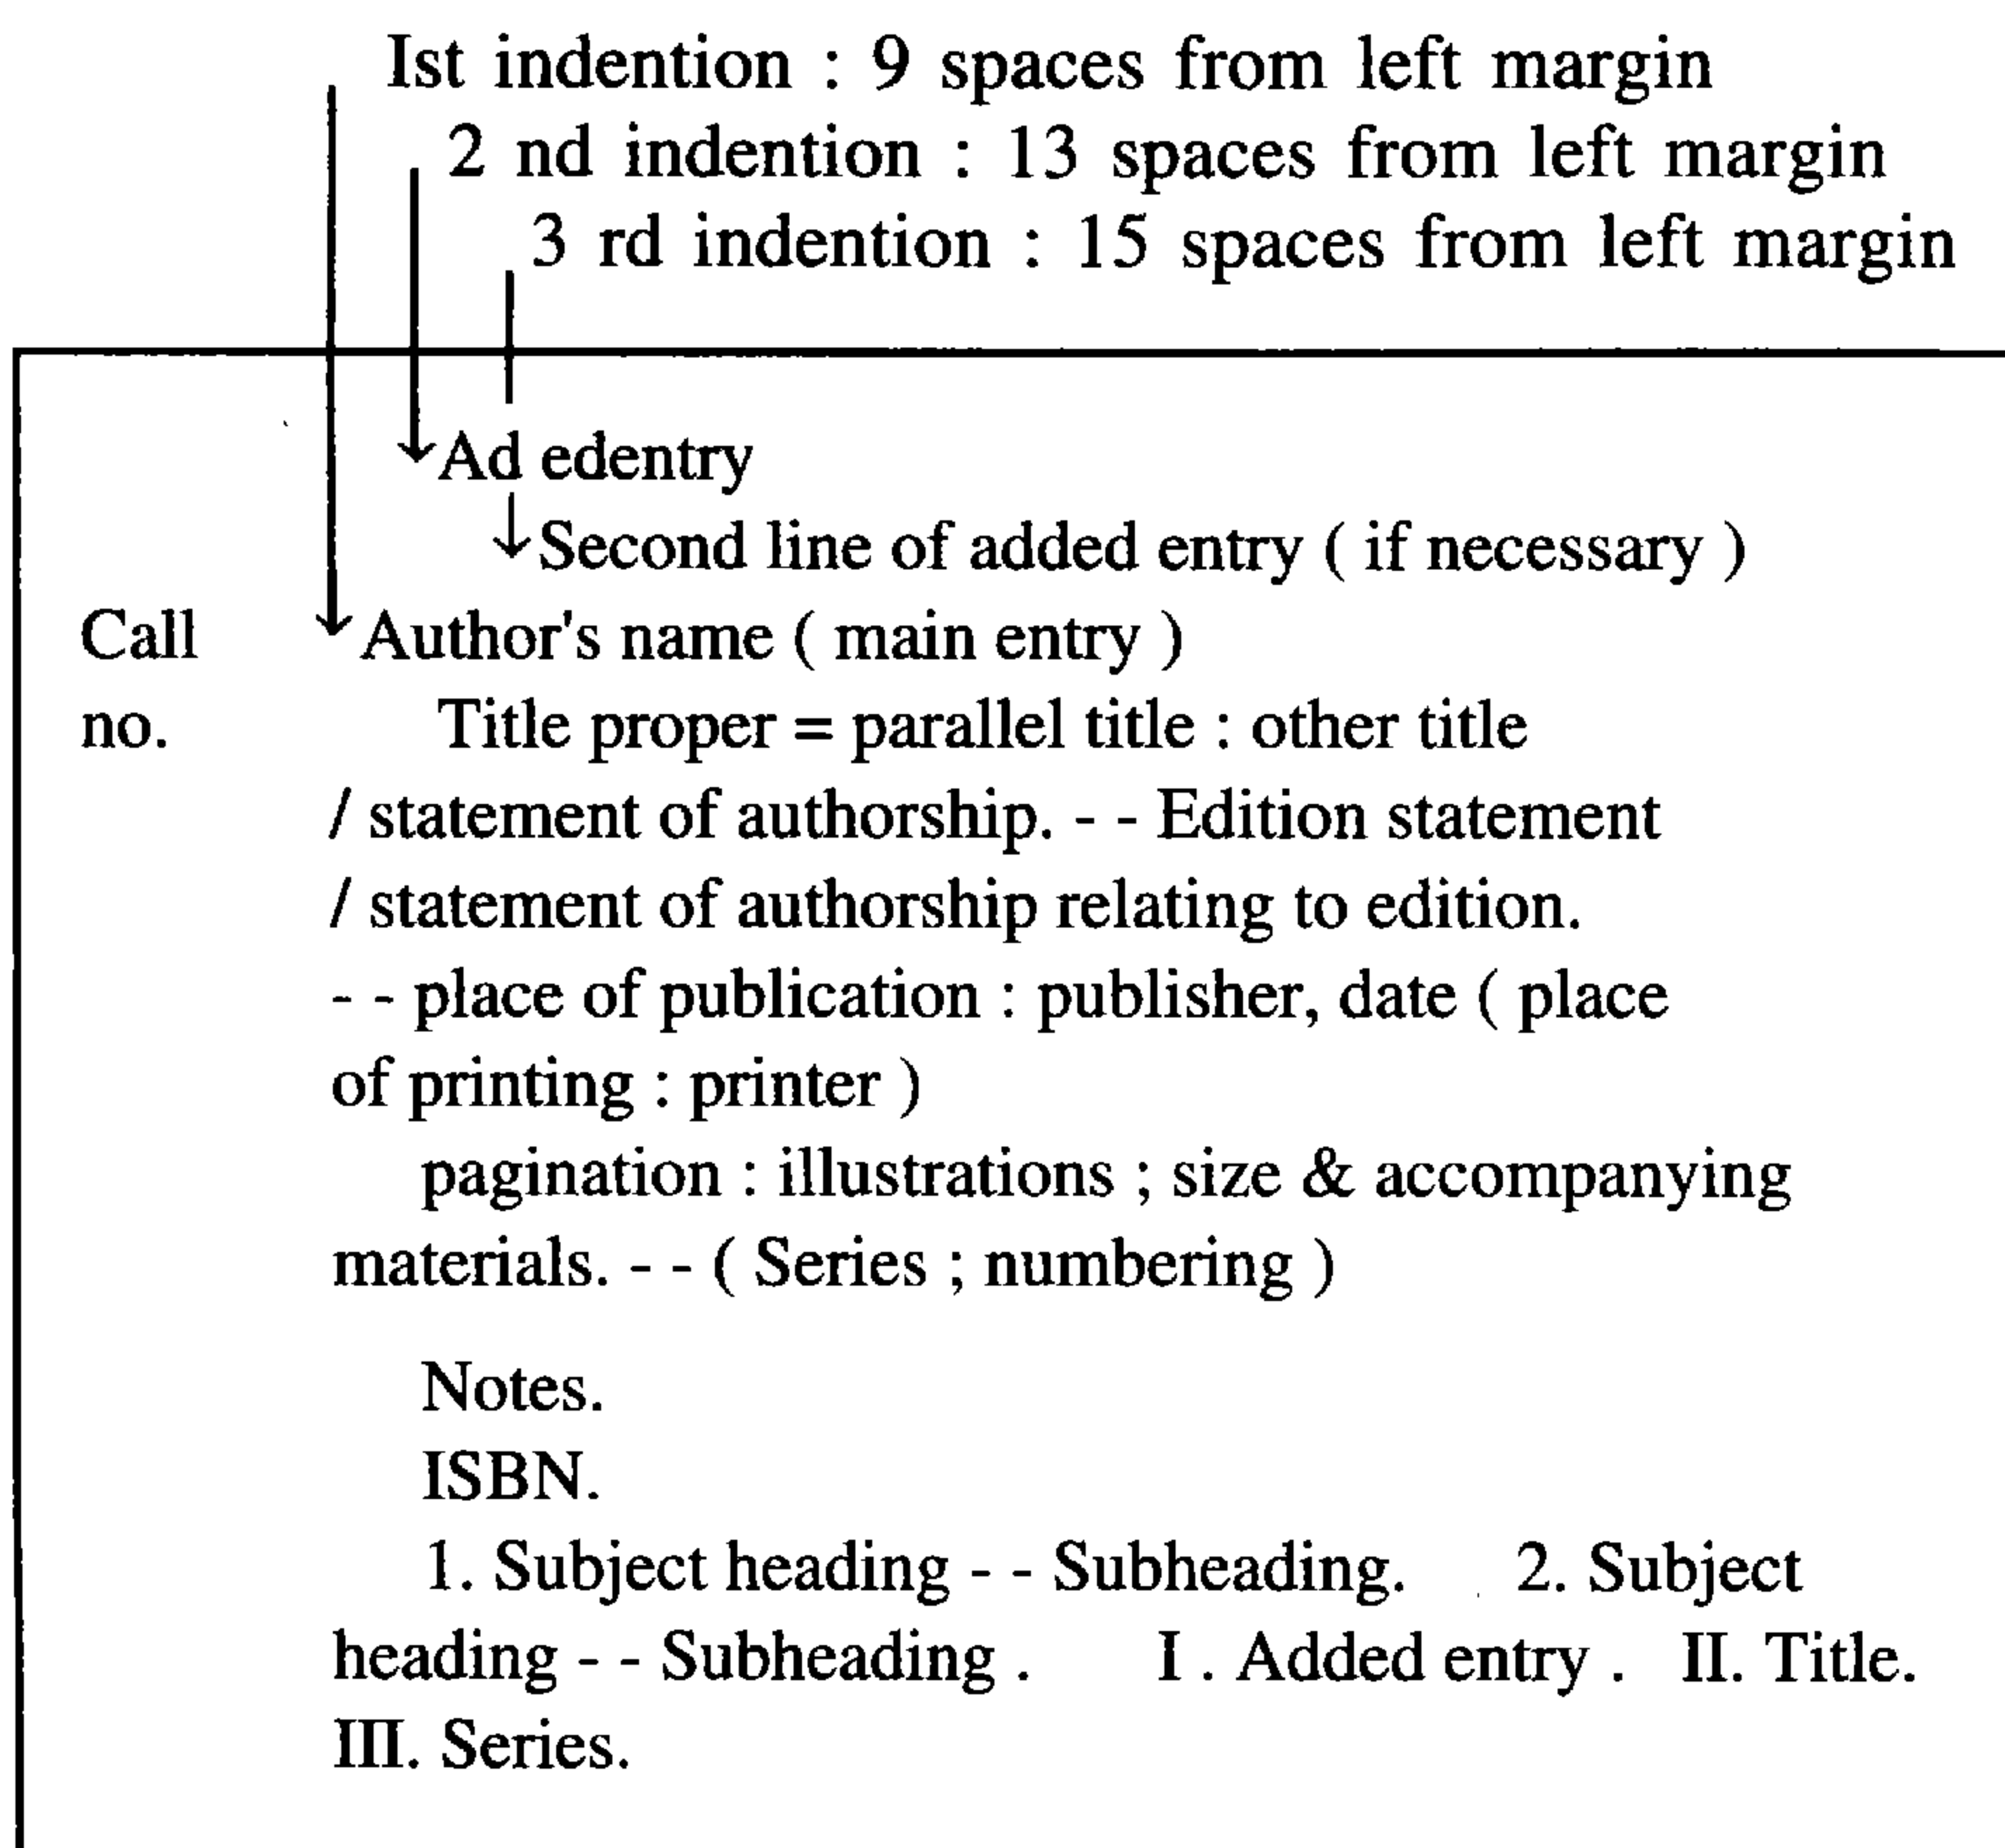 Ist indention : 9 spaces from left margin
2 nd indention : 13 spaces from left margin
3 rd indention : 15 spaces from left margin
Ad edentry
Second line of added entry ( if necessary )
Call Author's name ( main entry )
no. Title proper = parallel title : other title
/ statement of authorship. - - Edition statement
/ statement of authorship relating to edition.
- - place of publication : publisher, date ( place
of printing : printer )
pagination : illustrations ; size & accompanying
materials. - - ( Series ; numbering )
Notes.
ISBN.
1. Subject heading - - Subheading. 2. Subject
heading - - Subheading . I . Added entry . II. Title.
III. Series.